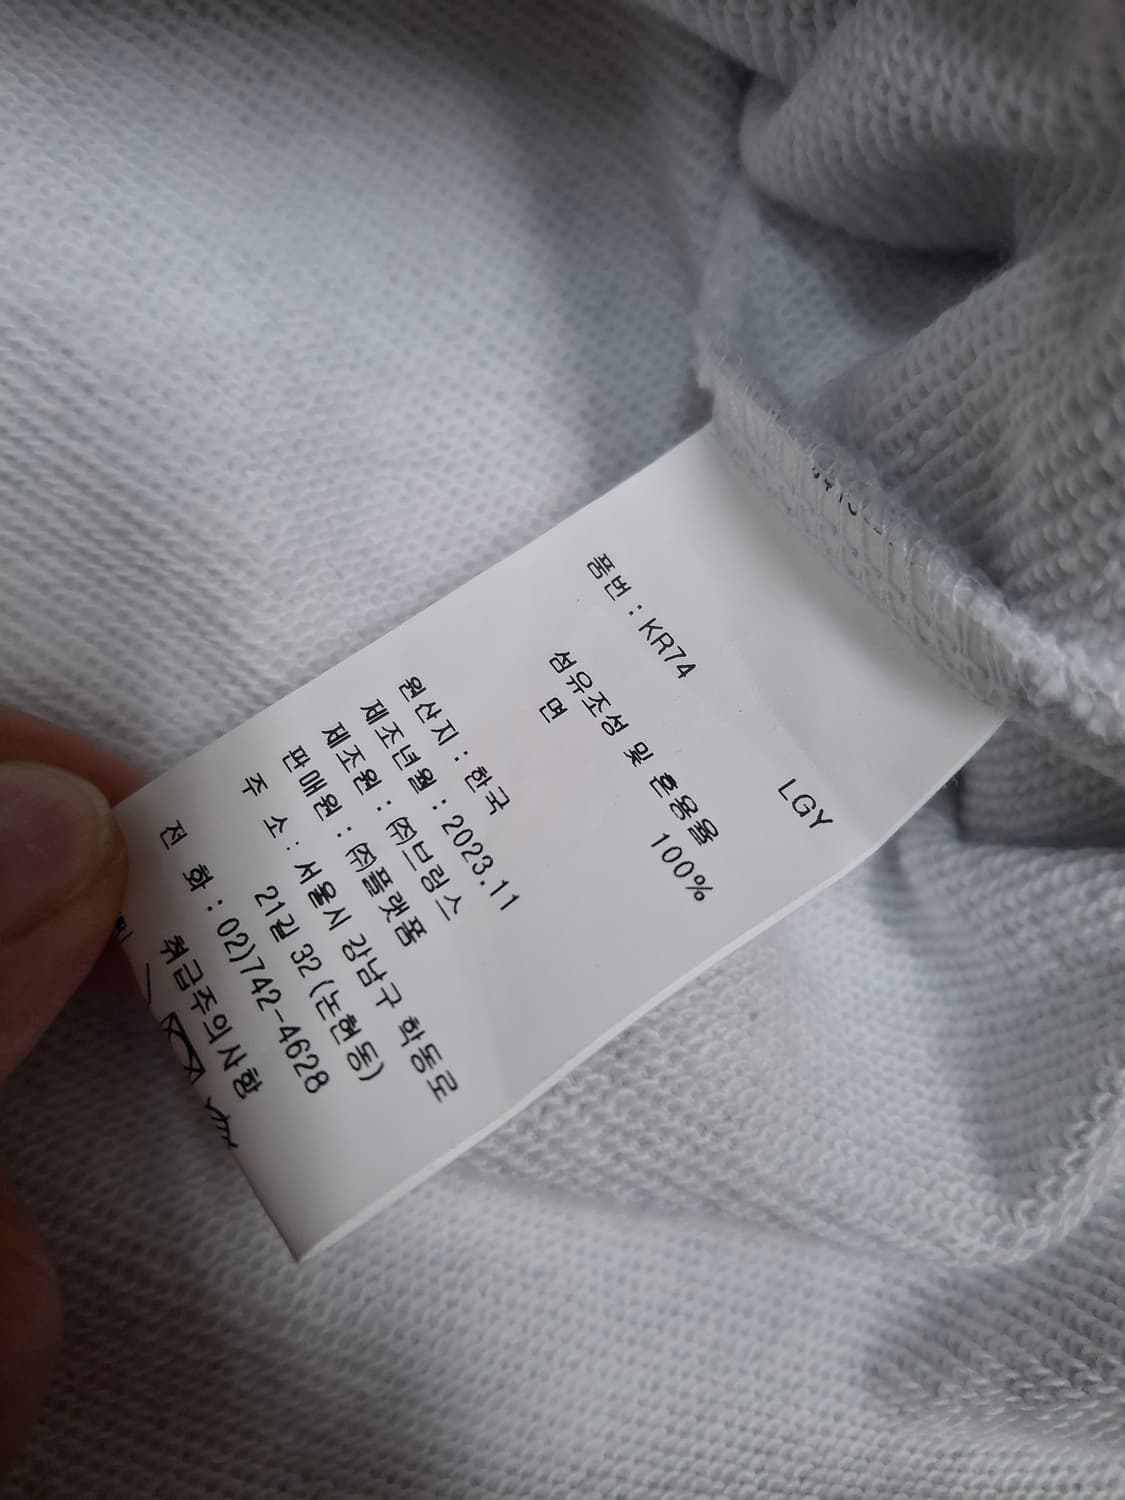 품번 : KR74
LGY
섬유조성 및 혼용율
면 100%
원산지 : 한국
제조년월 : 2023.11
제조원 : ㈜브링스
판매원 : ㈜플랫폼
주 소 : 서울시 강남구 학동로
21길 32 (논현동)
전 화 : 02)742-4628
취급주의사항